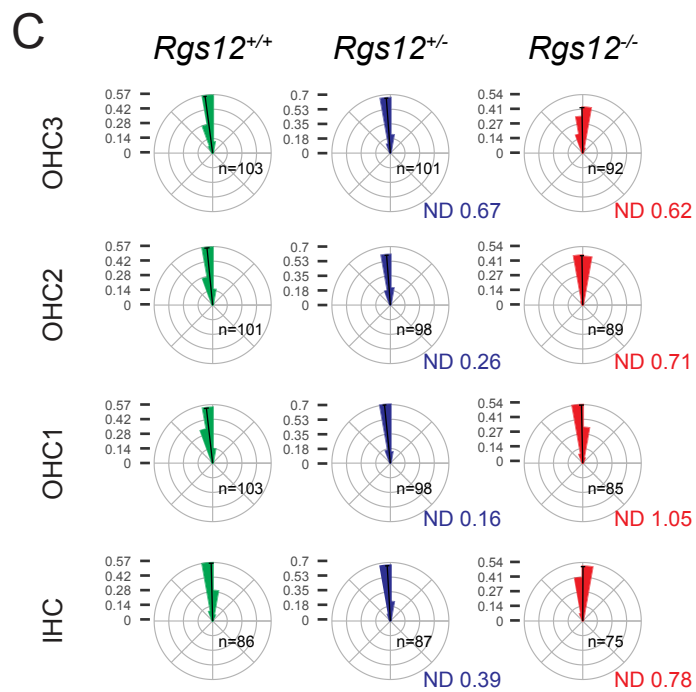 C
Rgs12+/+ Rgs12+/- Rgs12-/-
OHC3
0.57
0.42
0.28
0.14
0
n=103
0.7
0.53
0.35
0.18
0
n=101
ND 0.67
0.54
0.41
0.27
0.14
0
n=92
ND 0.62
OHC2
0.57
0.42
0.28
0.14
0
n=101
0.7
0.53
0.35
0.18
0
n=98
ND 0.26
0.54
0.41
0.27
0.14
0
n=89
ND 0.71
OHC1
0.57
0.42
0.28
0.14
0
n=103
0.7
0.53
0.35
0.18
0
n=98
ND 0.16
0.54
0.41
0.27
0.14
0
n=85
ND 1.05
IHC
0.57
0.42
0.28
0.14
0
n=86
0.7
0.53
0.35
0.18
0
n=87
ND 0.39
0.54
0.41
0.27
0.14
0
n=75
ND 0.78